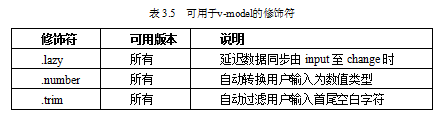 表 3.5 可用于v-model的修饰符
修饰符 可用版本 说明
.lazy 所有 延迟数据同步由 input 至 change 时
.number 所有 自动转换用户输入为数值类型
.trim 所有 自动过滤用户输入首尾空白字符